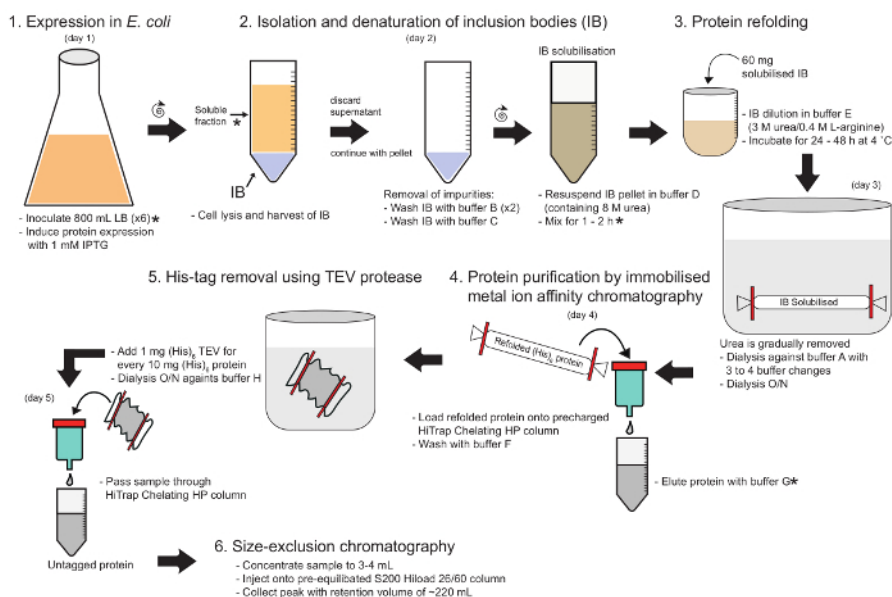 1. Expression in E. coli
(day 1)
- Inoculate 800 mL LB (x6)*
- Induce protein expression
with 1 mM IPTG
2. Isolation and denaturation of inclusion bodies (IB)
(day 2)
Soluble
fraction *
IB
- Cell lysis and harvest of IB
discard
supernatant
continue with pellet
Removal of impurities:
- Wash IB with buffer B (x2)
- Wash IB with buffer C
IB solubilisation
- Resuspend IB pellet in buffer D
(containing 8 M urea)
- Mix for 1 - 2 h*
3. Protein refolding
60 mg
solubilised IB
- IB dilution in buffer E
(3 M urea/0.4 M L-arginine)
- Incubate for 24 - 48 h at 4 °C
(day 3)
IB Solubilised
Urea is gradually removed
- Dialysis against buffer A with
3 to 4 buffer changes
- Dialysis O/N
4. Protein purification by immobilised
metal ion affinity chromatography
(day 4)
Refolded (His)6 protein
- Load refolded protein onto precharged
HiTrap Chelating HP column
- Wash with buffer F
- Elute protein with buffer G*
5. His-tag removal using TEV protease
- Add 1 mg (His)6 TEV for
every 10 mg (His)6 protein
- Dialysis O/N againts buffer H
(day 5)
- Pass sample through
HiTrap Chelating HP column
Untagged protein
6. Size-exclusion chromatography
- Concentrate sample to 3-4 mL
- Inject onto pre-equilibated S200 Hiload 26/60 column
- Collect peak with retention volume of ~220 mL